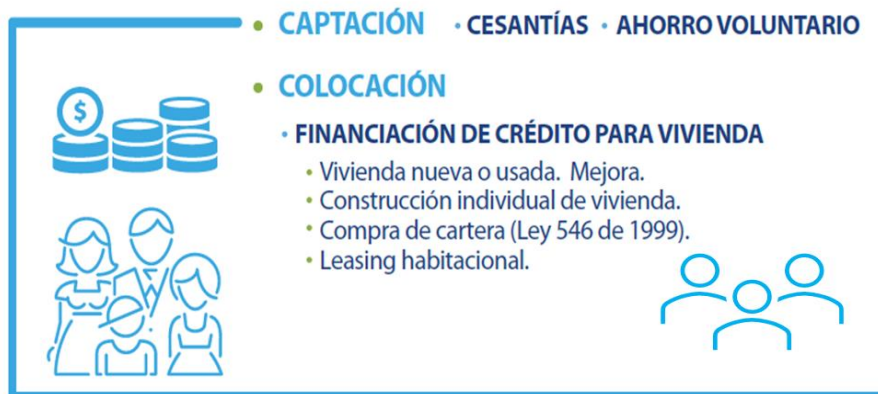 • CAPTACIÓN • CESANTÍAS • AHORRO VOLUNTARIO
• COLOCACIÓN
• FINANCIACIÓN DE CRÉDITO PARA VIVIENDA
• Vivienda nueva o usada. Mejora.
• Construcción individual de vivienda.
• Compra de cartera (Ley 546 de 1999).
• Leasing habitacional.
$